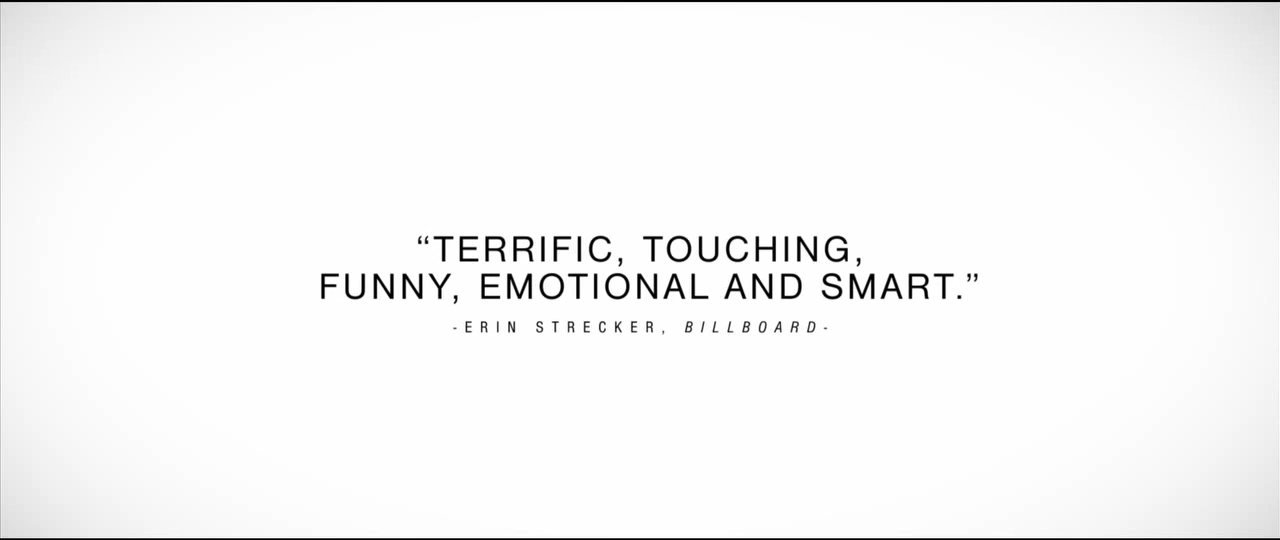 “TERRIFIC, TOUCHING,
FUNNY, EMOTIONAL AND SMART.”
-ERIN STRECKER, BILLBOARD-